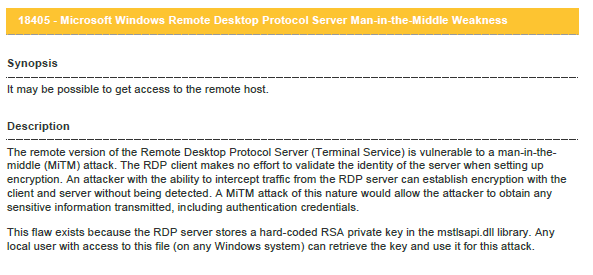 18405 - Microsoft Windows Remote Desktop Protocol Server Man-in-the-Middle Weakness
Synopsis
It may be possible to get access to the remote host.
Description
The remote version of the Remote Desktop Protocol Server (Terminal Service) is vulnerable to a man-in-the-
middle (MiTM) attack. The RDP client makes no effort to validate the identity of the server when setting up
encryption. An attacker with the ability to intercept traffic from the RDP server can establish encryption with the
client and server without being detected. A MiTM attack of this nature would allow the attacker to obtain any
sensitive information transmitted, including authentication credentials.
This flaw exists because the RDP server stores a hard-coded RSA private key in the mstlsapi.dll library. Any
local user with access to this file (on any Windows system) can retrieve the key and use it for this attack.